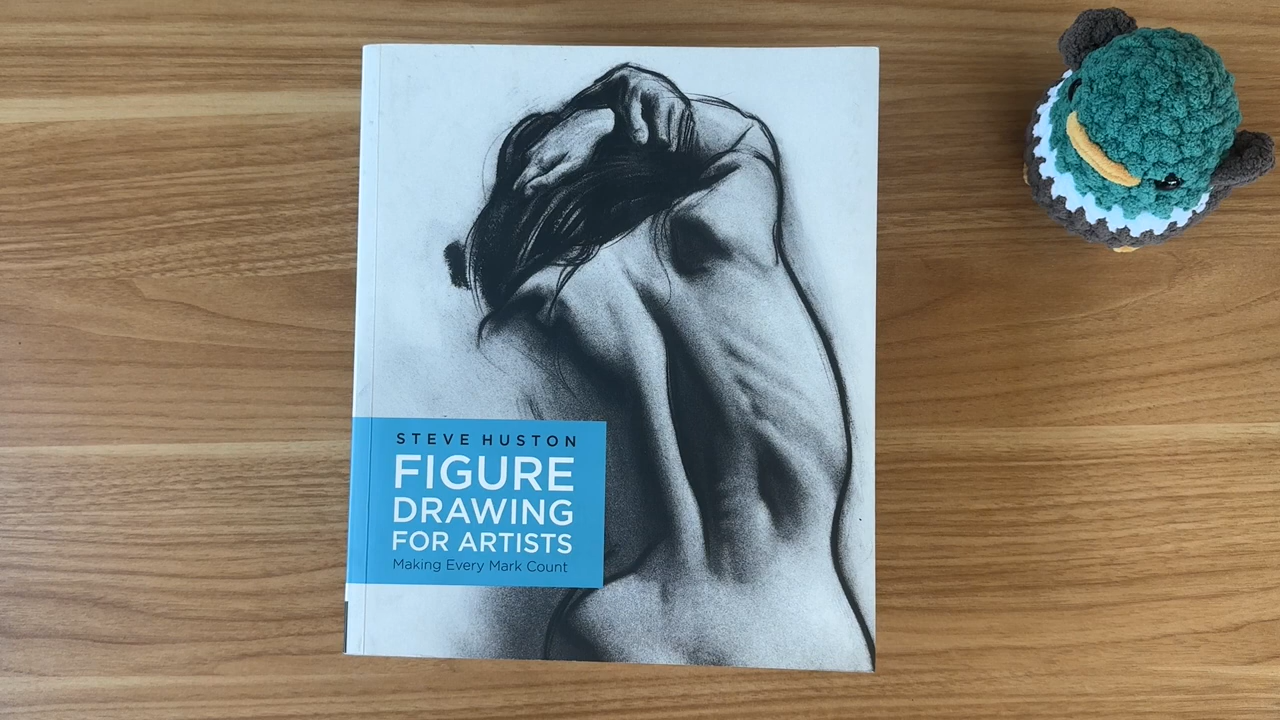 STEVE HUSTON
FIGURE
DRAWING
FOR ARTISTS
Making Every Mark Count